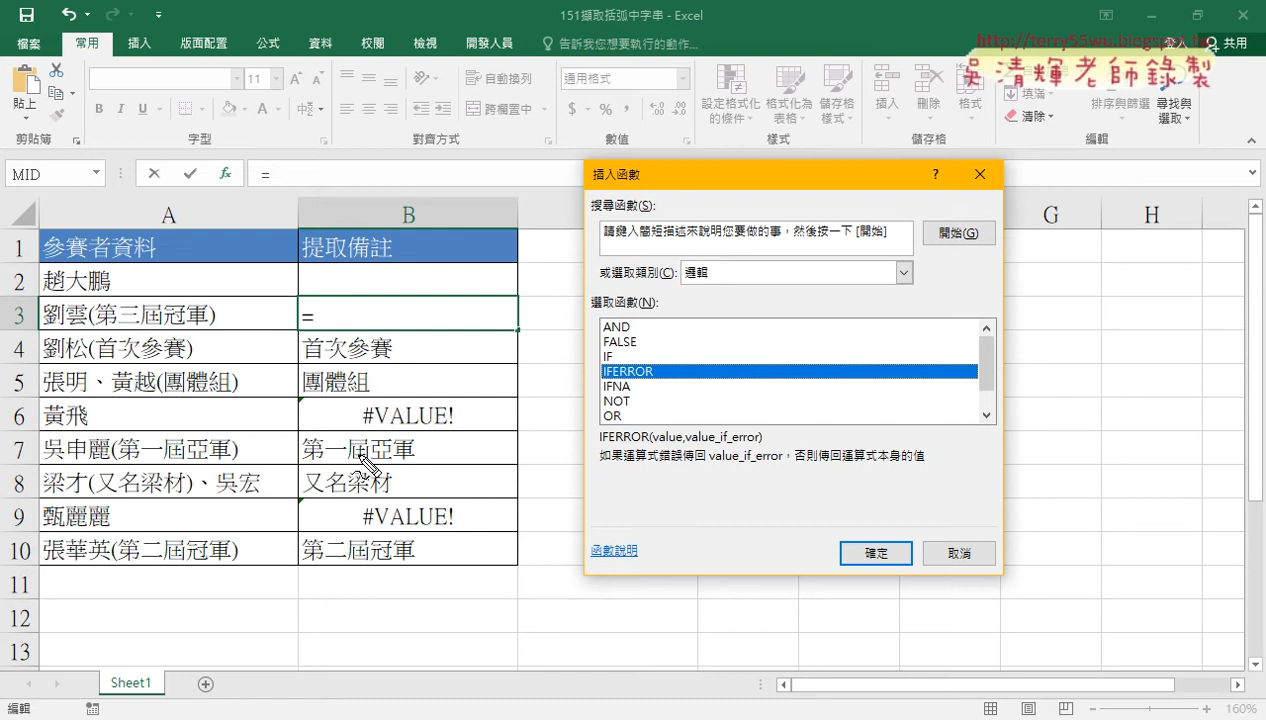 151擷取括弧中字串 - Excel
檔案 常用 插入 版面配置 公式 資料 校閱 檢視 開發人員 告訴我您想要執行的動作... 登入 共用
http://terry55wu.blogspot.tw
吳清輝老師錄製
貼上 11 B I U A A A 中 自動換列 跨欄置中 通用格式 $ % , 設定格式化的條件 格式化為表格 儲存格樣式 插入 刪除 格式 填滿 清除 排序與篩選 尋找與選取
剪貼簿 字型 對齊方式 數值 樣式 儲存格 編輯
MID fx =
A B G H
1 參賽者資料 提取備註
2 趙大鵬
3 劉雲(第三屆冠軍) =
4 劉松(首次參賽) 首次參賽
5 張明、黃越(團體組) 團體組
6 黃飛 #VALUE!
7 吳申麗(第一屆亞軍) 第一屆亞軍
8 梁才(又名梁材)、吳宏 又名梁材
9 甄麗麗 #VALUE!
10 張華英(第二屆冠軍) 第二屆冠軍
11
12
13
插入函數 ?
搜尋函數(S):
請鍵入簡短描述來說明您要做的事，然後按一下 [開始] 開始(G)
或選取類別(C): 邏輯
選取函數(N):
AND
FALSE
IF
IFERROR
IFNA
NOT
OR
IFERROR(value,value_if_error)
如果運算式錯誤傳回 value_if_error，否則傳回運算式本身的值
函數說明 確定 取消
Sheet1
編輯 160%